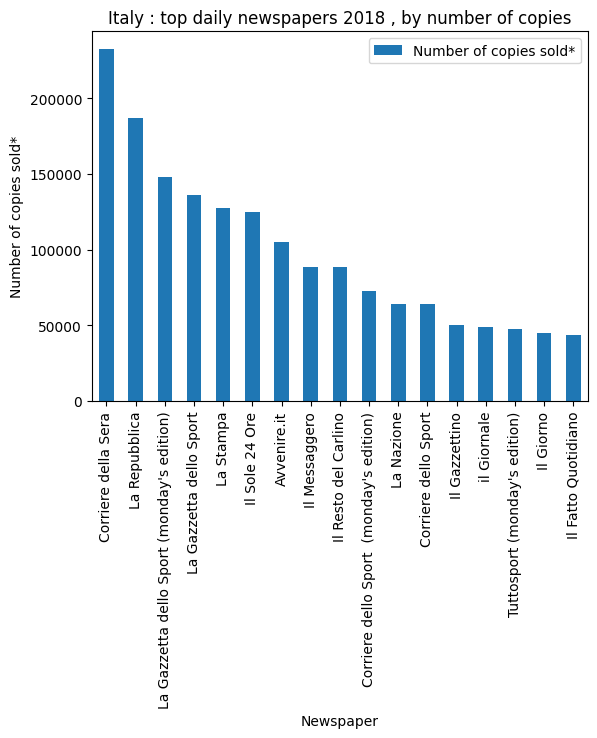 Italy : top daily newspapers 2018 , by number of copies
Number of copies sold*
Number of copies sold*
200000
150000
100000
50000
0
Corriere della Sera
La Repubblica
La Gazzetta dello Sport (monday's edition)
La Gazzetta dello Sport
La Stampa
Il Sole 24 Ore
Avvenire.it
Il Messaggero
Il Resto del Carlino
Corriere dello Sport  (monday's edition)
La Nazione
Corriere dello Sport
Il Gazzettino
il Giornale
Tuttosport (monday's edition)
Il Giorno
Il Fatto Quotidiano
Newspaper